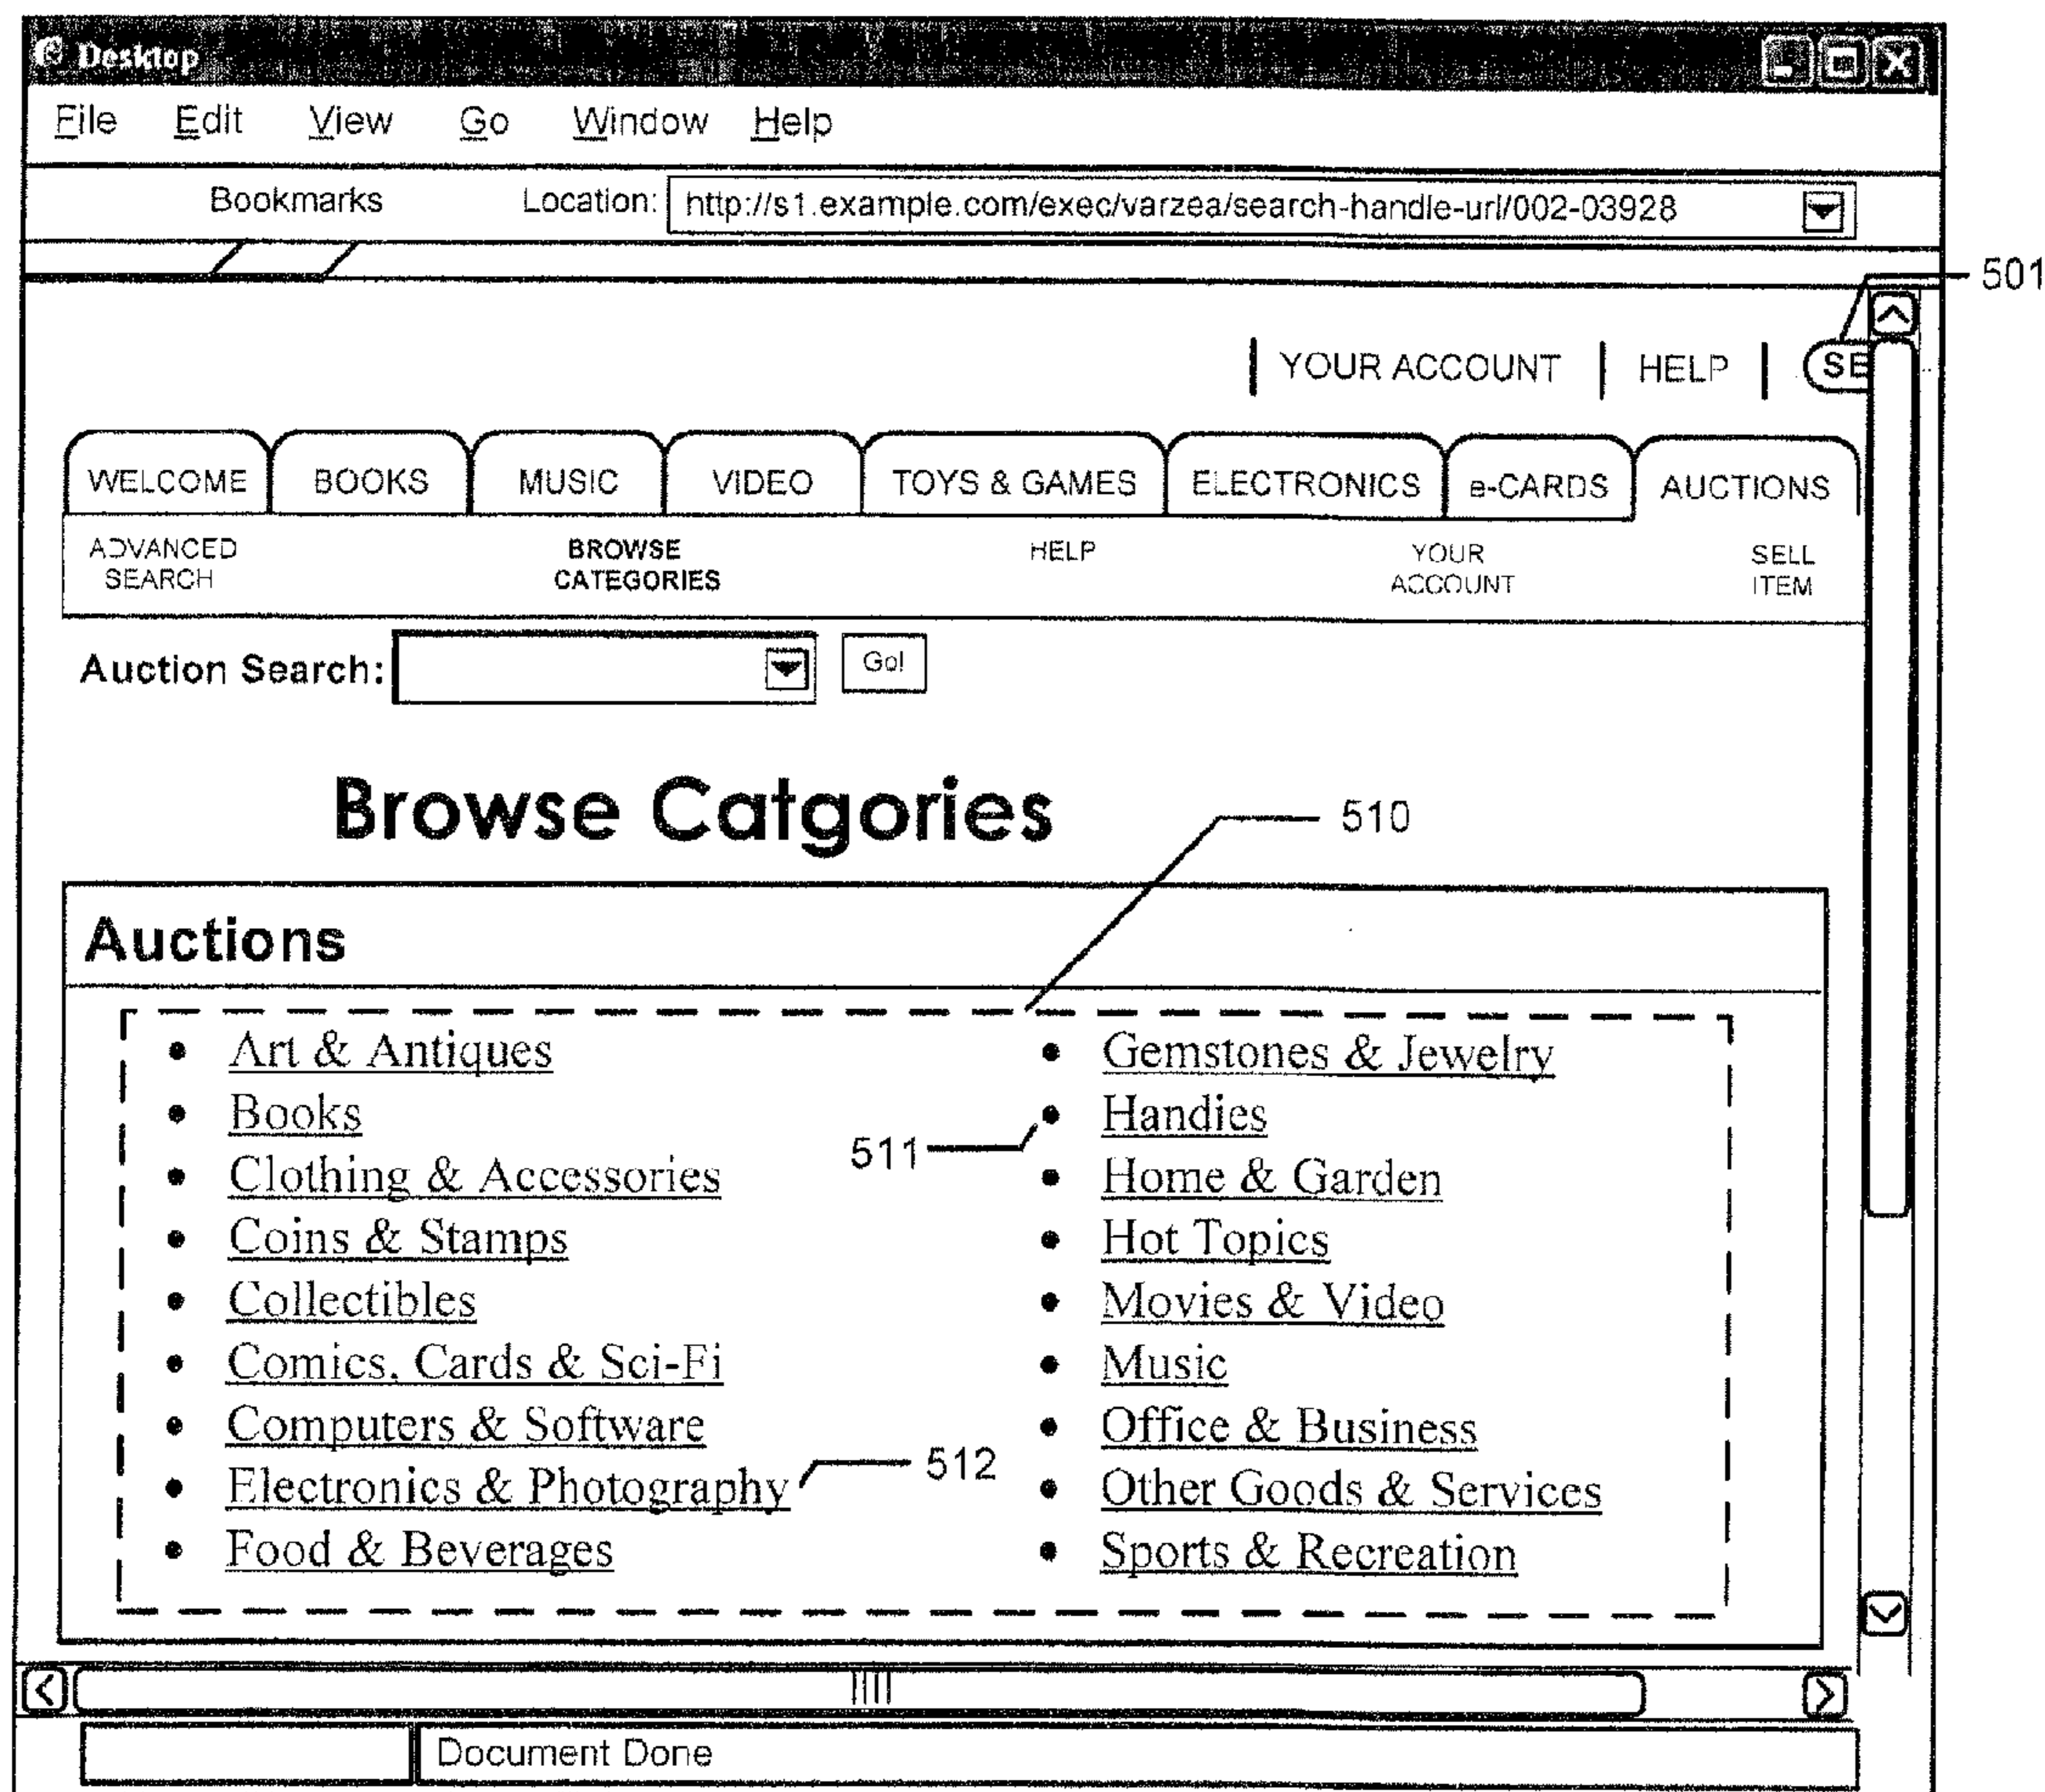 Desktop
File Edit View Go Window Help
Bookmarks Location: http://s1.example.com/exec/varzea/search-handle-url/002-03928
501
YOUR ACCOUNT | HELP | SE
WELCOME BOOKS MUSIC VIDEO TOYS & GAMES ELECTRONICS e-CARDS AUCTIONS
ADVANCED SEARCH BROWSE CATEGORIES HELP YOUR ACCOUNT SELL ITEM
Auction Search: Go!
Browse Catgories
510
Auctions
• Art & Antiques
• Books
• Clothing & Accessories
• Coins & Stamps
• Collectibles
• Comics, Cards & Sci-Fi
• Computers & Software
• Electronics & Photography
512
• Food & Beverages
• Gemstones & Jewelry
511
• Handies
• Home & Garden
• Hot Topics
• Movies & Video
• Music
• Office & Business
• Other Goods & Services
• Sports & Recreation
Document Done